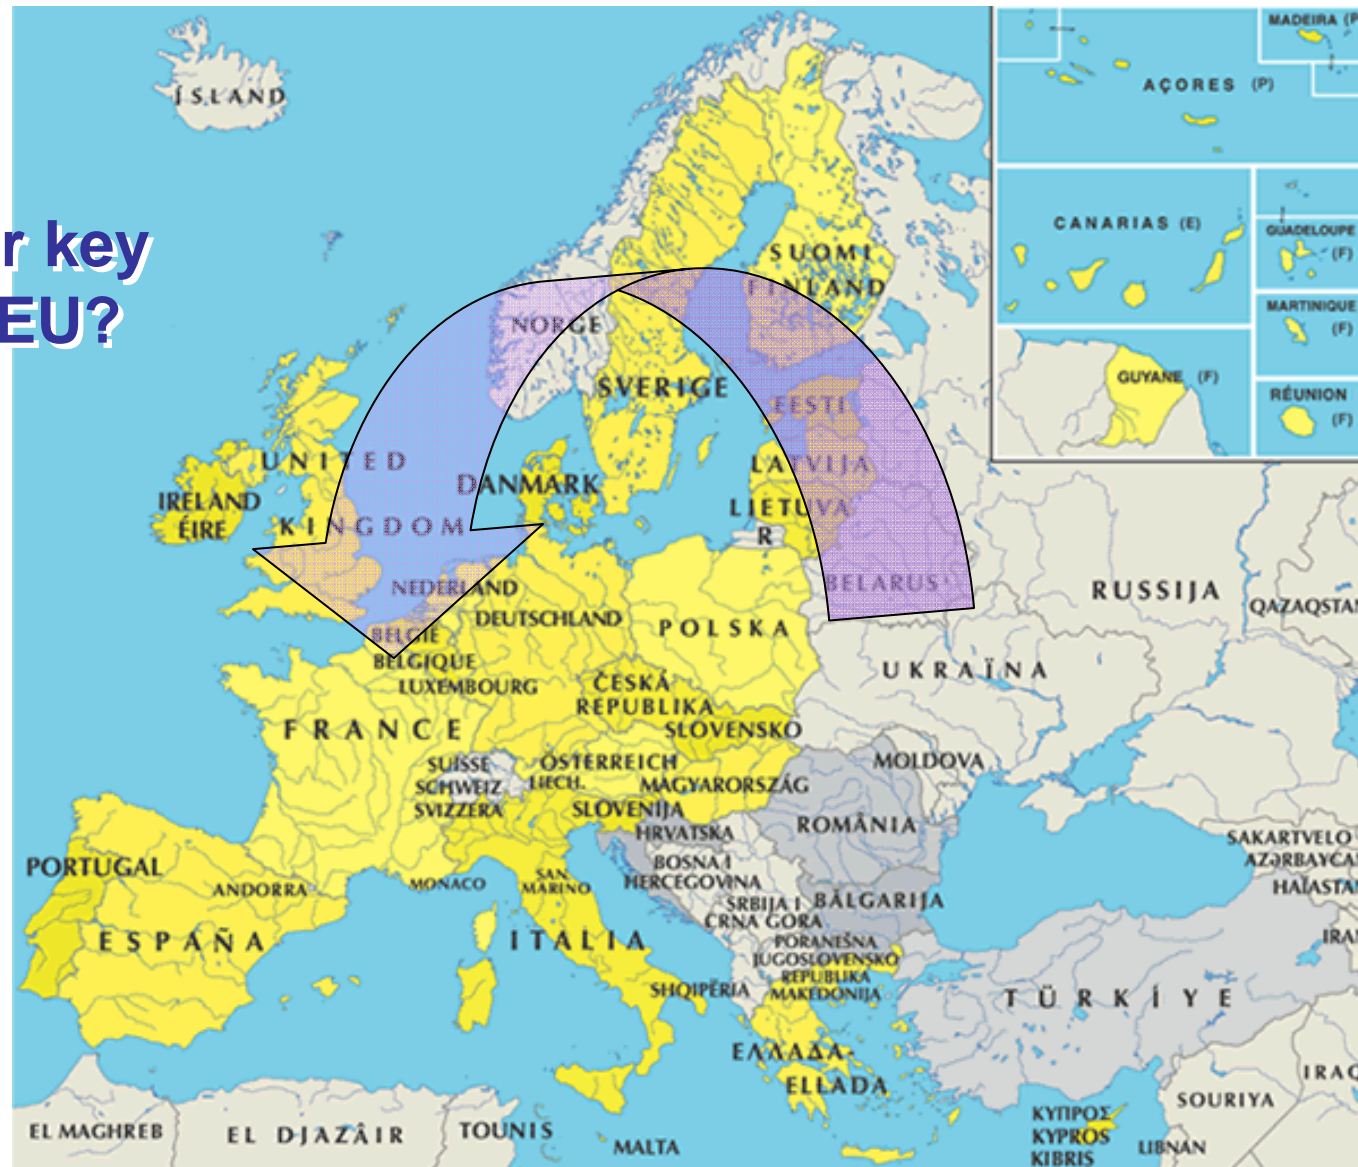 r key
EU?
ÍSLAND
MADEIRA (P
AÇORES (P)
CANARIAS (E)
GUADELOUPE
(F)
MARTINIQUE
(F)
GUYANE (F)
RÉUNION
(F)
SUOMI
FINLAND
NORGE
SVERIGE
EESTI
LATVIJA
LIETUVA
R
BELARUS'
UNITED
KINGDOM
IRELAND
ÉIRE
DANMARK
NEDERLAND
DEUTSCHLAND
BELGIË
BELGIQUE
LUXEMBOURG
POLSKA
RUSSIJA
QAZAQSTAN
UKRAÏNA
ČESKÁ
REPUBLIKA
SLOVENSKO
FRANCE
SUISSE
SCHWEIZ
SVIZZERA
ÖSTERREICH
LIECH.
MAGYARORSZÁG
SLOVENIJA
HRVATSKA
MOLDOVA
ROMÂNIA
BOSNA I
HERCEGOVINA
SRBIJA I
CRNA GORA
BĂLGARIJA
SAKARTVELO
AZƏRBAYCA
HAÏASTA
IRA
PORTUGAL
ANDORRA
MONACO
SAN
MARINO
ESPAÑA
ITALIA
PORANEŠNA
JUGOSLOVENSKO
REPUBLIKA
MAKEDONIJA
SHQIPËRIA
TÜRKİYE
ΕΛΛΑΔΑ-
ELLADA
EL MAGHREB
EL DJAZÂIR
TOUNIS
MALTA
ΚΥΠΡΟΣ
KYPROS
KIBRIS
SOURIYA
LIBNAN
IRAQ